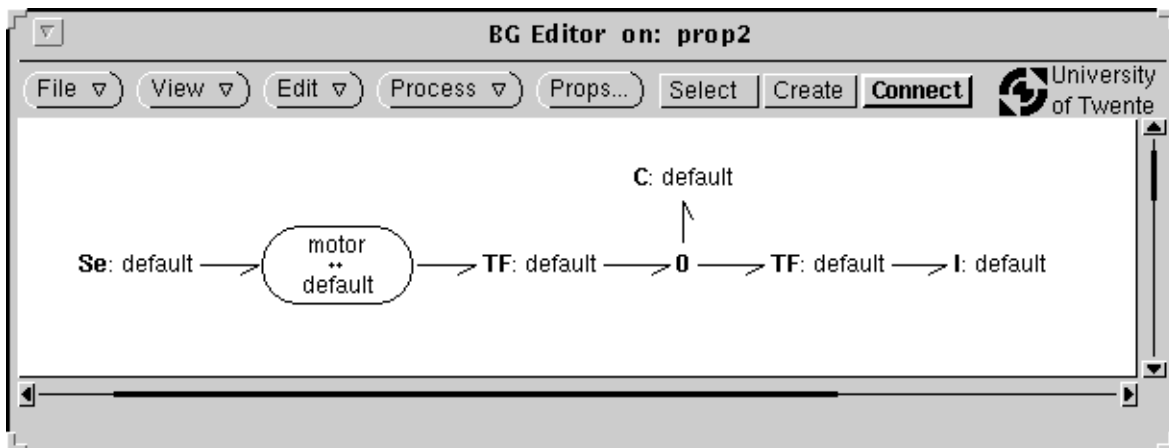 BG Editor on: prop2
File View Edit Process Props... Select Create Connect University
of Twente
C: default
motor
Se: default TF: default 0 TF: default I: default
default